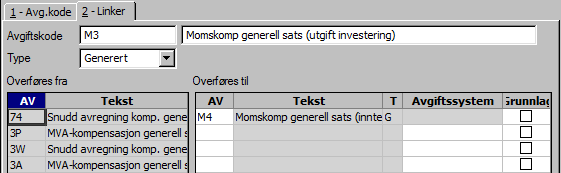 1 - Avg.kode 2 - Linker
Avgiftskode M3 Momskomp generell sats (utgift investering)
Type Generert
Overføres fra Overføres til
AV Tekst AV Tekst T Avgiftssystem Grunnlag
74 Snudd avregning komp. gene M4 Momskomp generell sats (innte G
3P MVA-kompensasjon generell s
3W Snudd avregning komp. gene
3A MVA-kompensasjon generell s